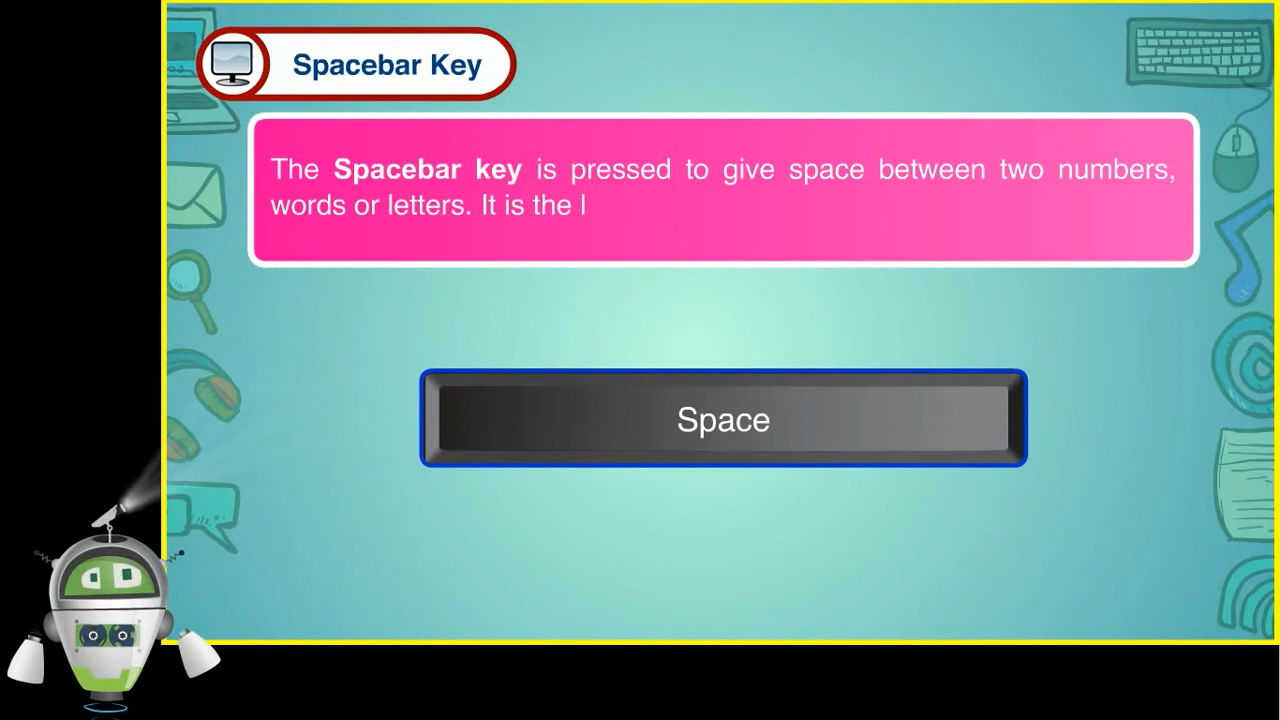 Spacebar Key
The Spacebar key is pressed to give space between two numbers,
words or letters. It is the l
Space